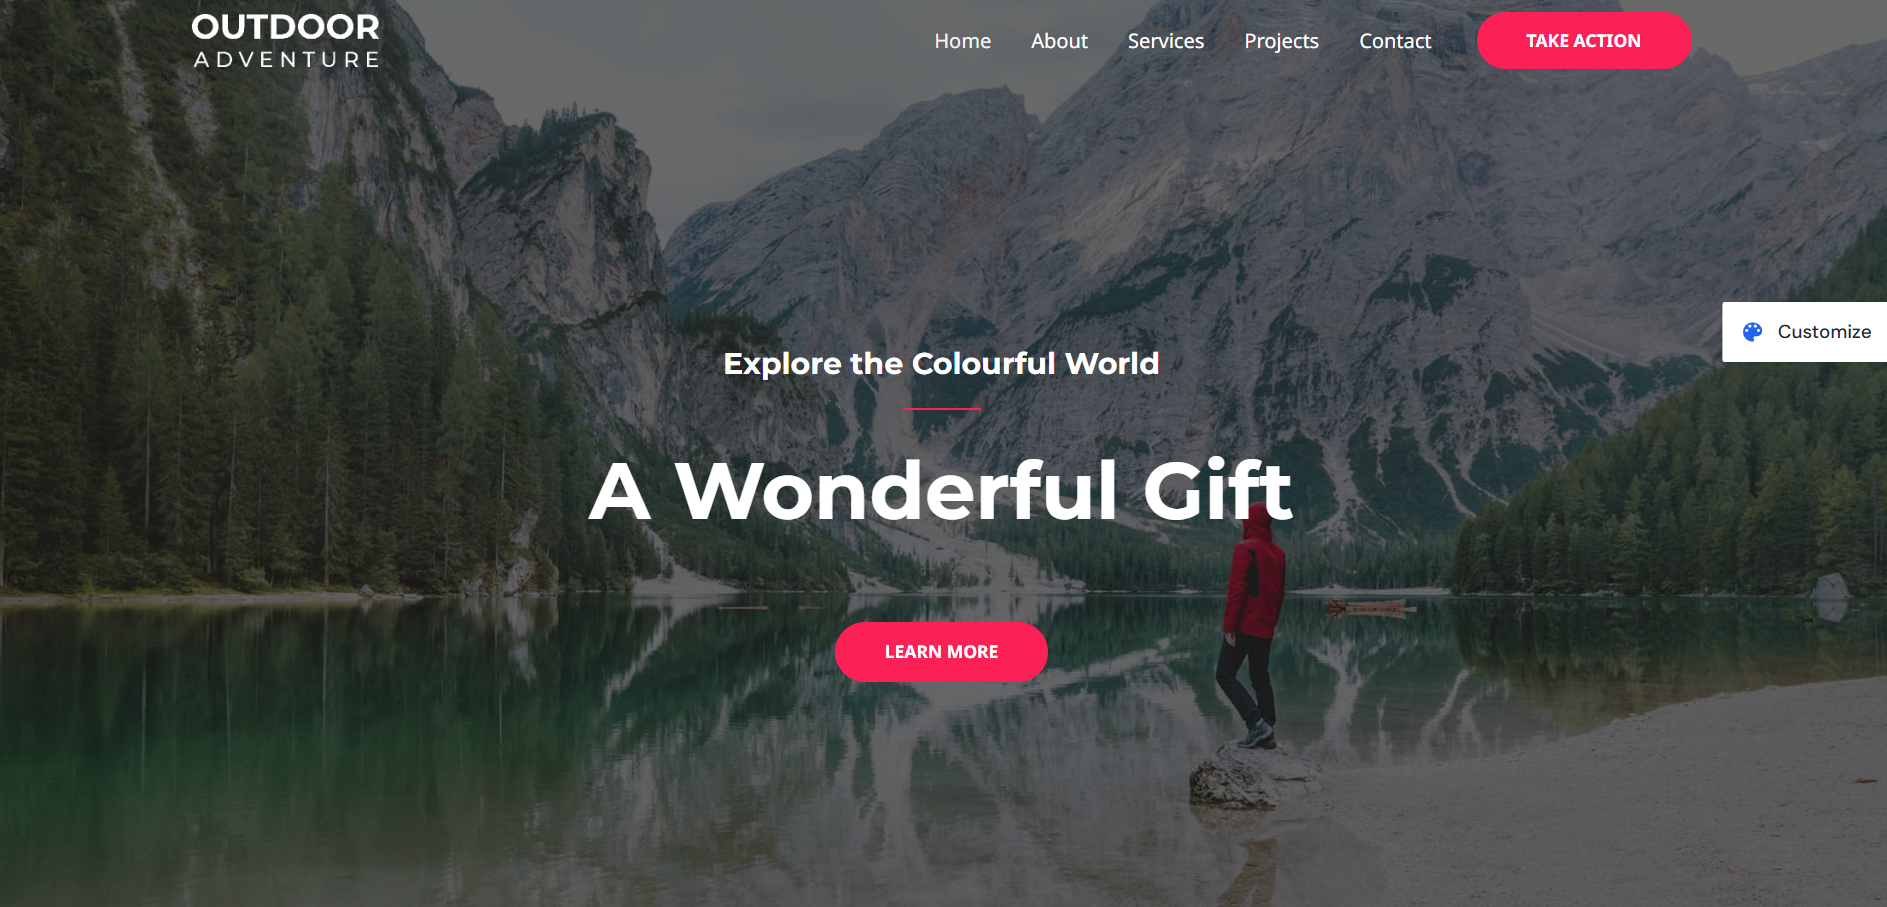 OUTDOOR
ADVENTURE
Home About Services Projects Contact TAKE ACTION
Customize
Explore the Colourful World
A Wonderful Gift
LEARN MORE